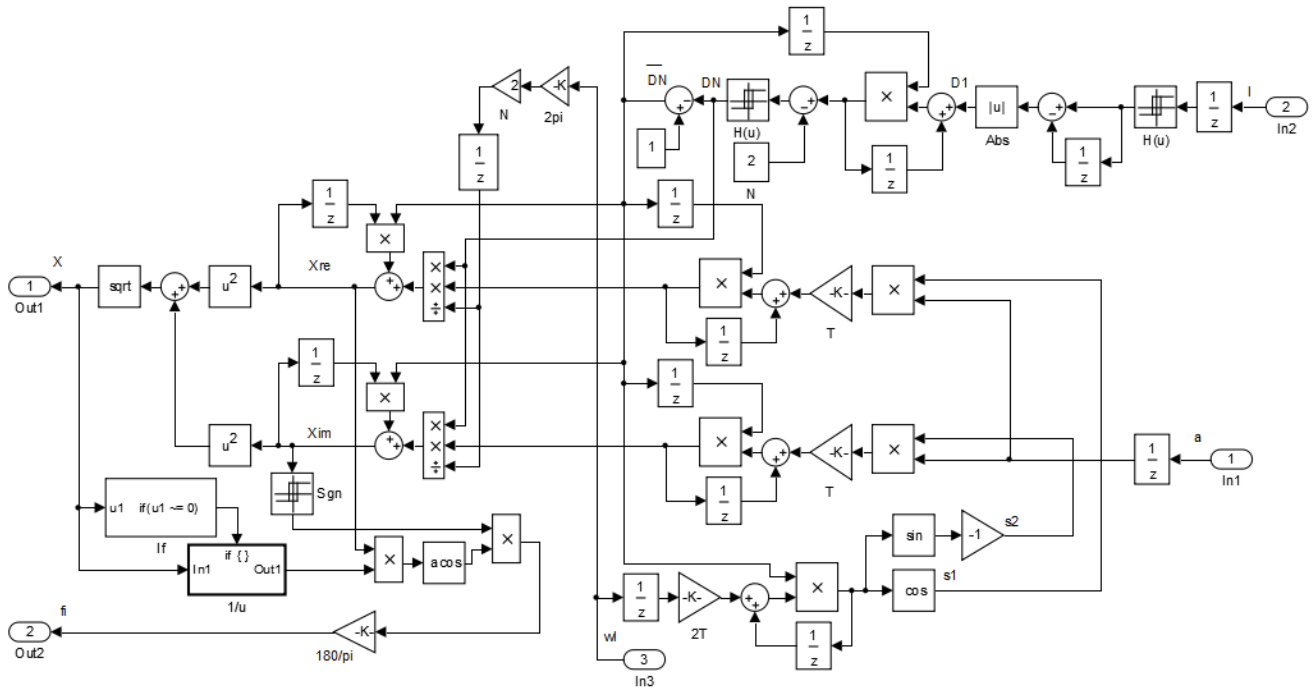 1
z
DN
DN
D1
I
2
In2
2
N
-K
2pi
1
H(u)
2
N
×
|u|
Abs
H(u)
1
z
1
z
1
z
1
z
1
z
1
z
×
X
1
Out1
sqrt
u²
Xre
×
×
÷
×
-K-
T
×
1
z
1
z
1
z
×
u²
Xim
×
×
÷
×
-K-
T
×
1
z
1
z
a
1
In1
Sgn
u1 if(u1 ~= 0)
If
if { }
In1 Out1
1/u
×
acos
×
fi
2
Out2
-K-
180/pi
wl
3
In3
1
z
-K-
2T
×
1
z
sin
-1
s2
cos
s1